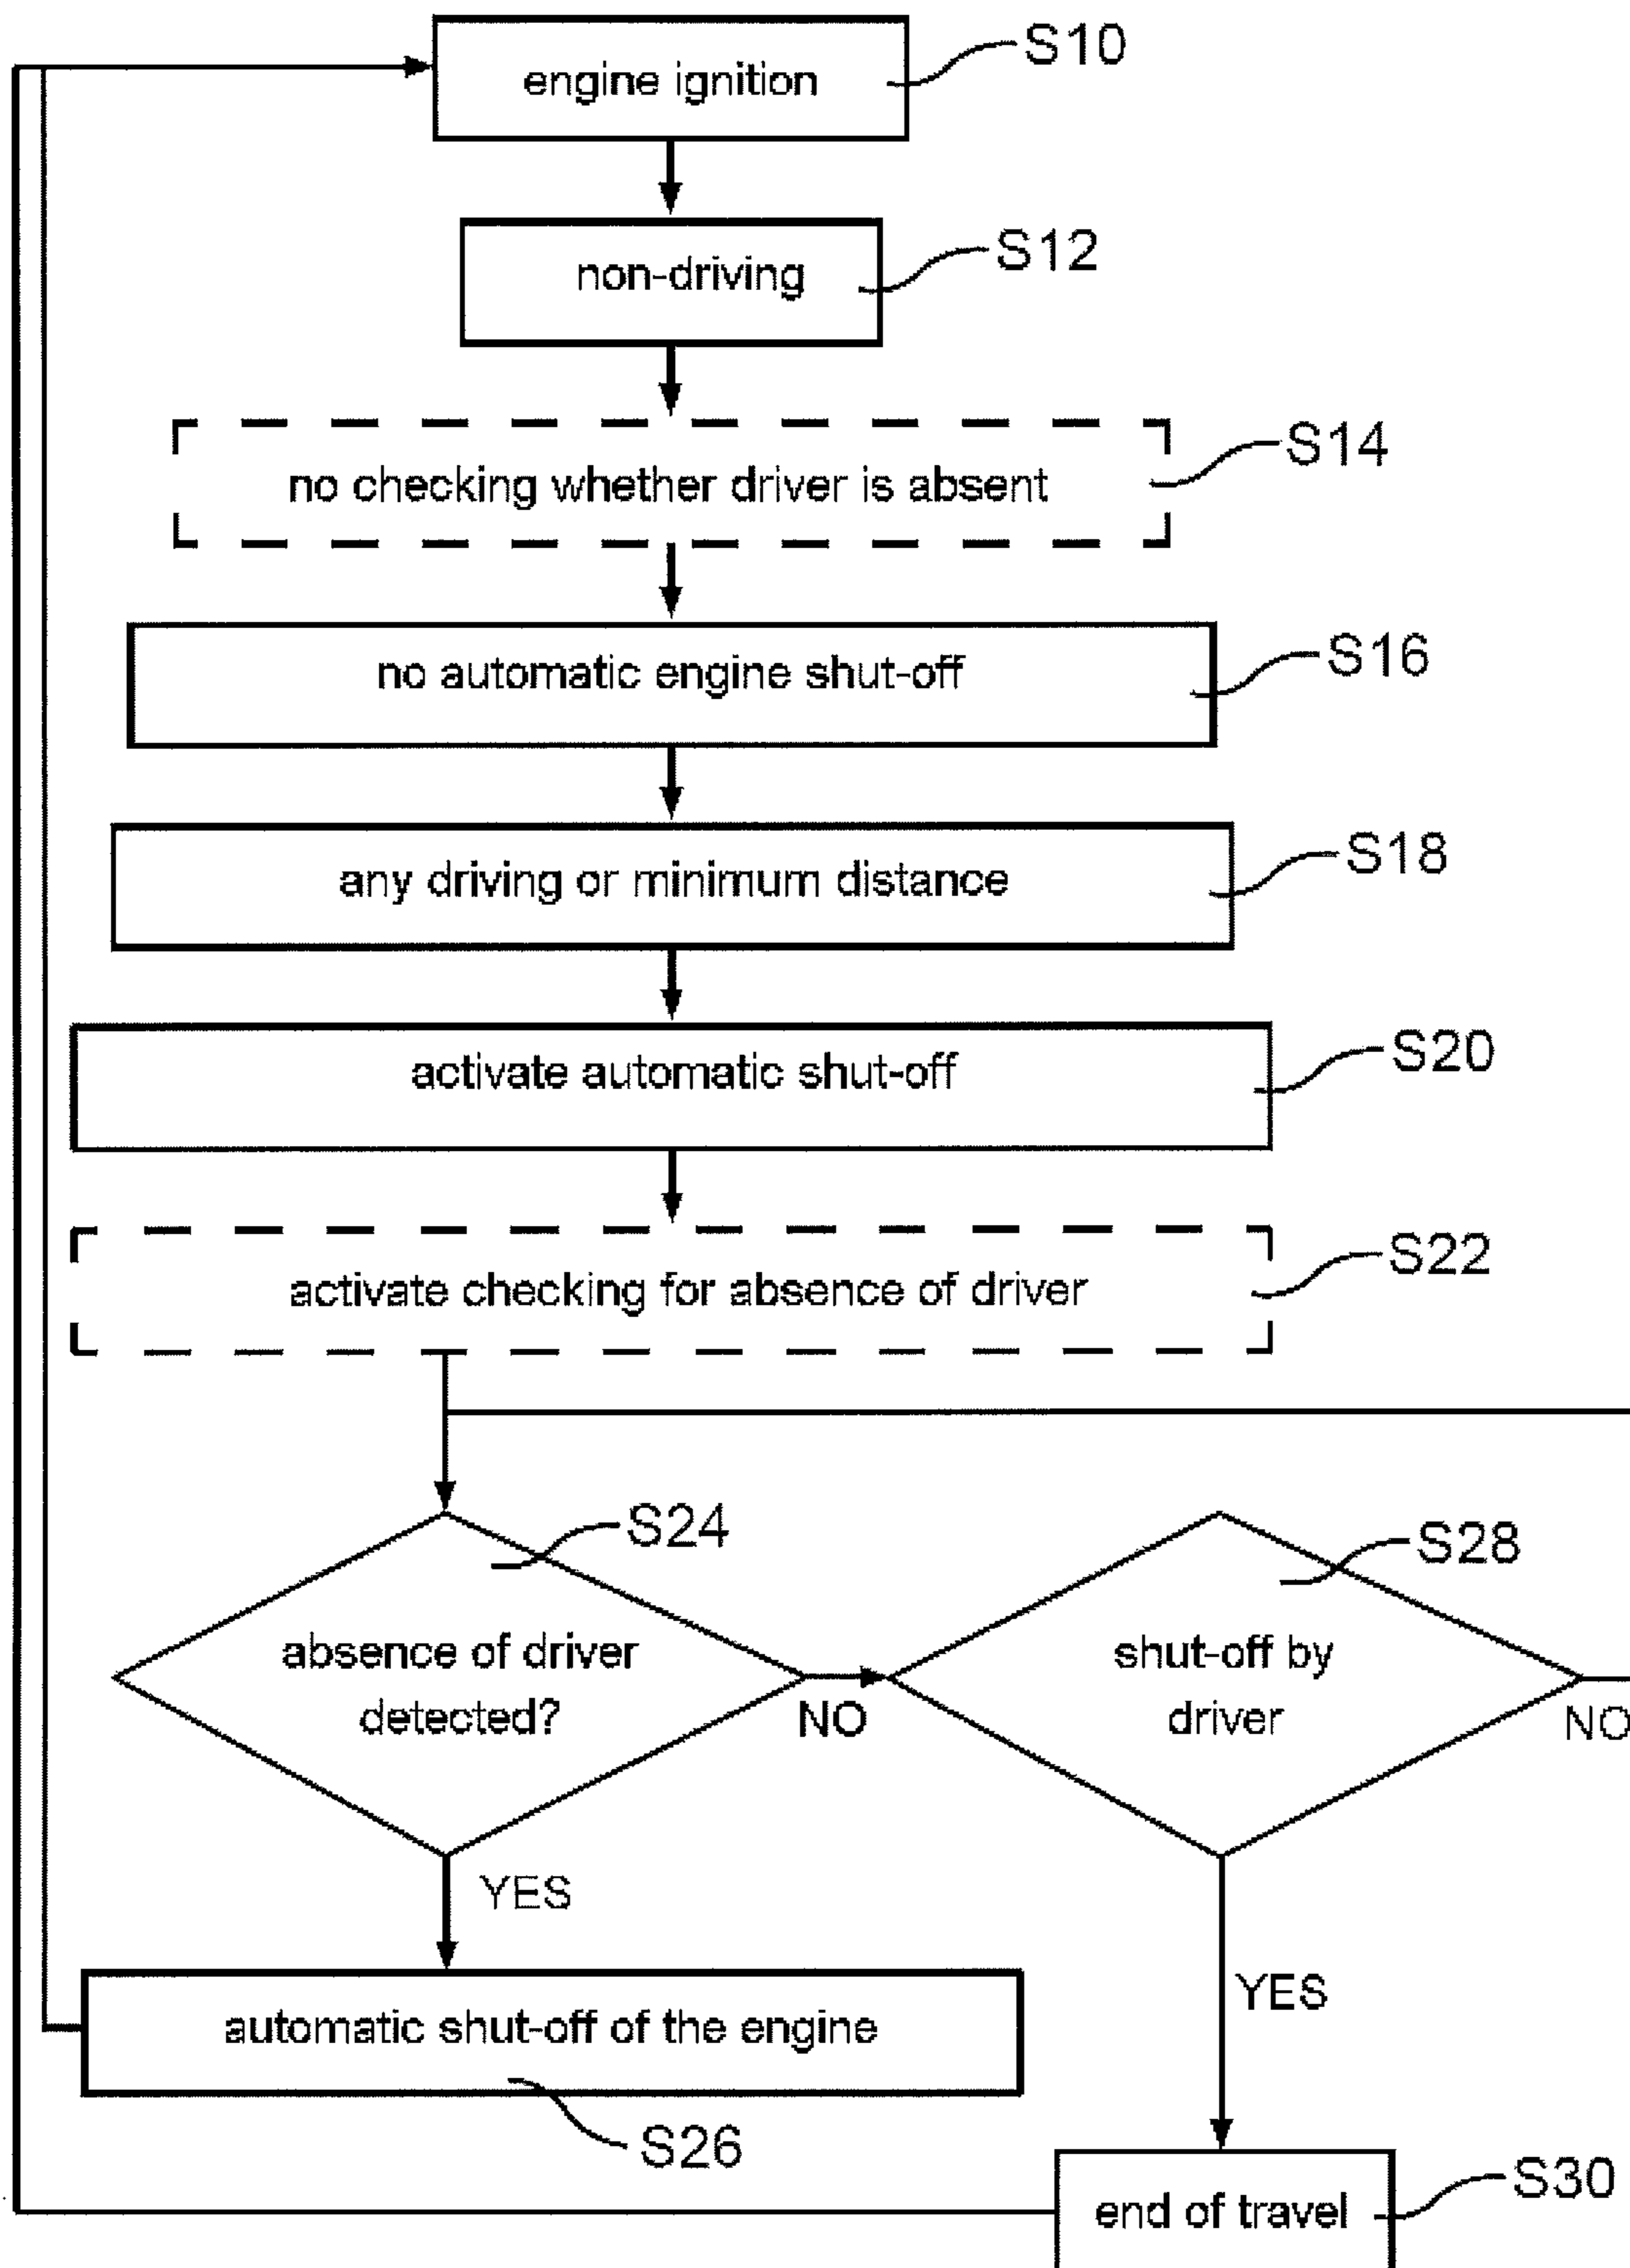 engine ignition
S10
non-driving
S12
no checking whether driver is absent
S14
no automatic engine shut-off
S16
any driving or minimum distance
S18
activate automatic shut-off
S20
activate checking for absence of driver
S22
S24
absence of driver
detected?
NO
YES
S28
shut-off by
driver
NO
YES
automatic shut-off of the engine
S26
end of travel
S30